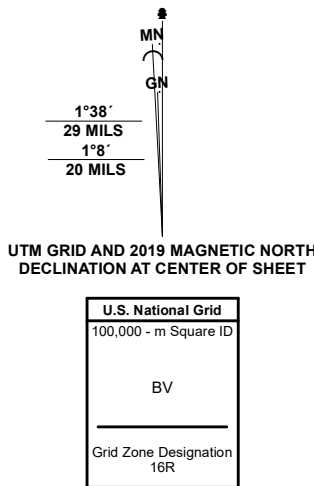 MN
GN
1°38´
29 MILS
1°8´
20 MILS
UTM GRID AND 2019 MAGNETIC NORTH
DECLINATION AT CENTER OF SHEET
U.S. National Grid
100,000 - m Square ID
BV
Grid Zone Designation
16R